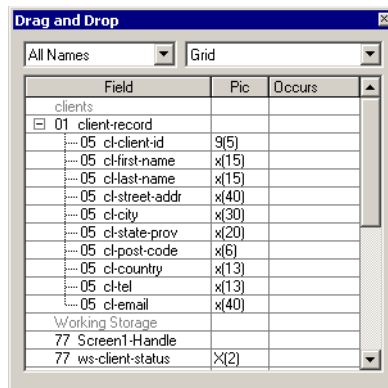 Drag and Drop
All Names Grid
Field Pic Occurs
clients
01 client-record
05 cl-client-id 9(5)
05 cl-first-name x(15)
05 cl-last-name x(15)
05 cl-street-addr x(40)
05 cl-city x(30)
05 cl-state-prov x(20)
05 cl-post-code x(6)
05 cl-country x(13)
05 cl-tel x(13)
05 cl-email x(40)
Working Storage
77 Screen1-Handle
77 ws-client-status X(2)